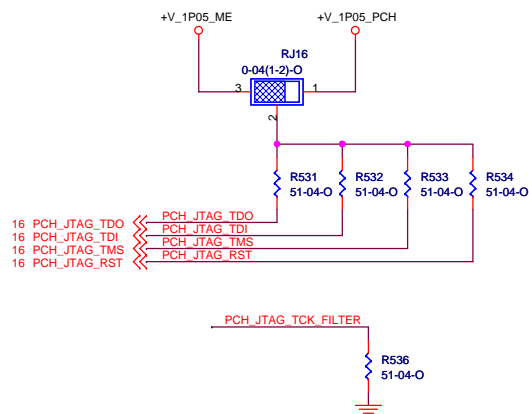 +V_1P05_ME +V_1P05_PCH
RJ16
0-04(1-2)-O
3 1
2
R531 R532 R533 R534
51-04-O 51-04-O 51-04-O 51-04-O
16 PCH_JTAG_TDO PCH_JTAG_TDO
16 PCH_JTAG_TDI PCH_JTAG_TDI
16 PCH_JTAG_TMS PCH_JTAG_TMS
16 PCH_JTAG_RST PCH_JTAG_RST
PCH_JTAG_TCK_FILTER
R536
51-04-O